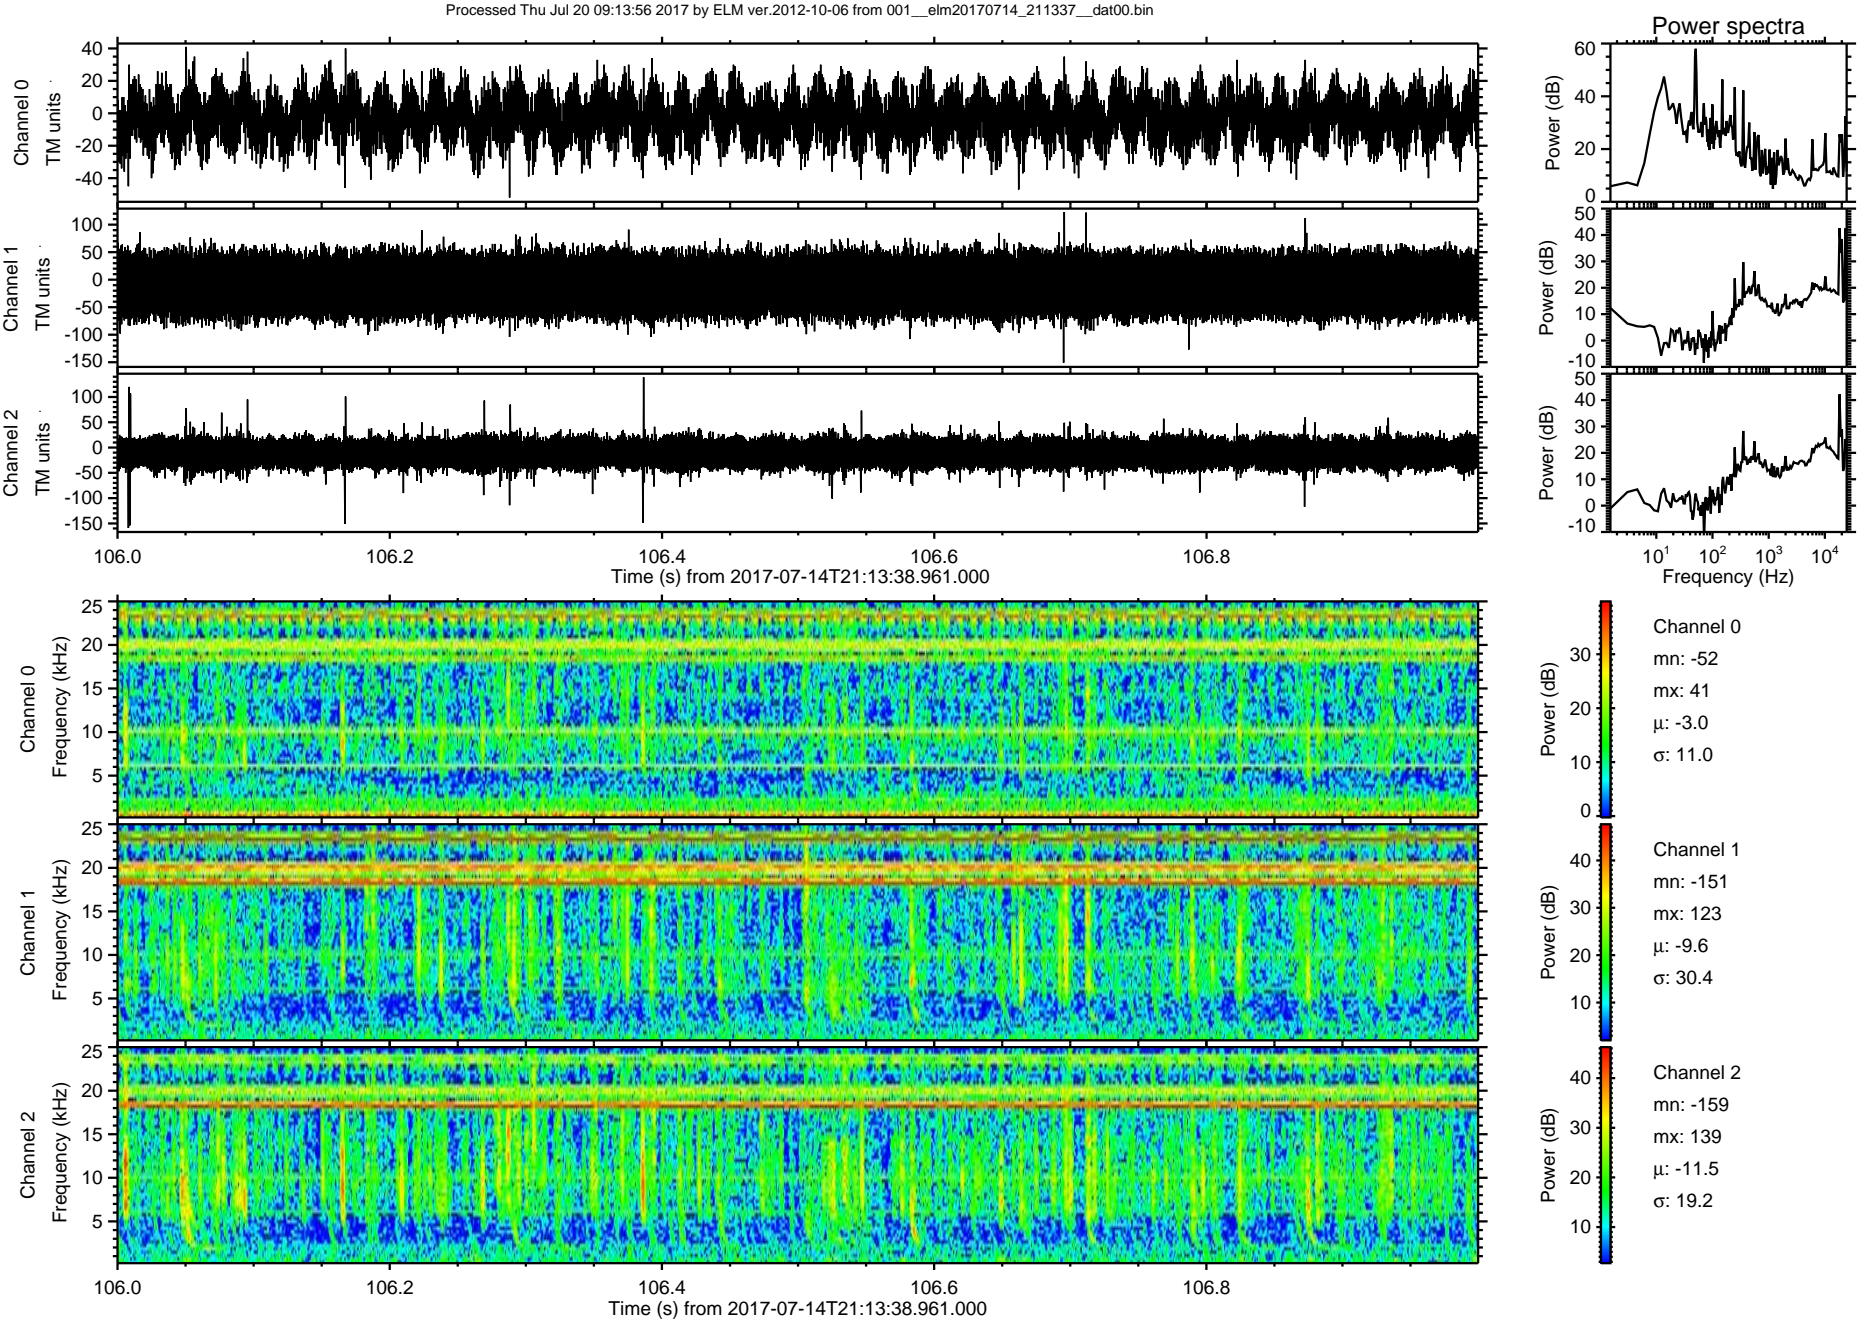 Processed Thu Jul 20 09:13:56 2017 by ELM ver.2012-10-06 from 001__elm20170714_211337__dat00.bin
Power spectra
Channel 0
TM units
40
20
0
-20
-40
Power (dB)
60
40
20
0
Channel 1
TM units
100
50
0
-50
-100
-150
Power (dB)
50
40
30
20
10
0
-10
Channel 2
TM units
100
50
0
-50
-100
-150
Power (dB)
50
40
30
20
10
0
-10
106.0 106.2 106.4 106.6 106.8
Time (s) from 2017-07-14T21:13:38.961.000
10¹ 10² 10³ 10⁴
Frequency (Hz)
Channel 0
Frequency (kHz)
25
20
15
10
5
Power (dB)
30
20
10
0
Channel 0
mn: -52
mx: 41
μ: -3.0
σ: 11.0
Channel 1
Frequency (kHz)
25
20
15
10
5
Power (dB)
40
30
20
10
Channel 1
mn: -151
mx: 123
μ: -9.6
σ: 30.4
Channel 2
Frequency (kHz)
25
20
15
10
5
Power (dB)
40
30
20
10
Channel 2
mn: -159
mx: 139
μ: -11.5
σ: 19.2
106.0 106.2 106.4 106.6 106.8
Time (s) from 2017-07-14T21:13:38.961.000